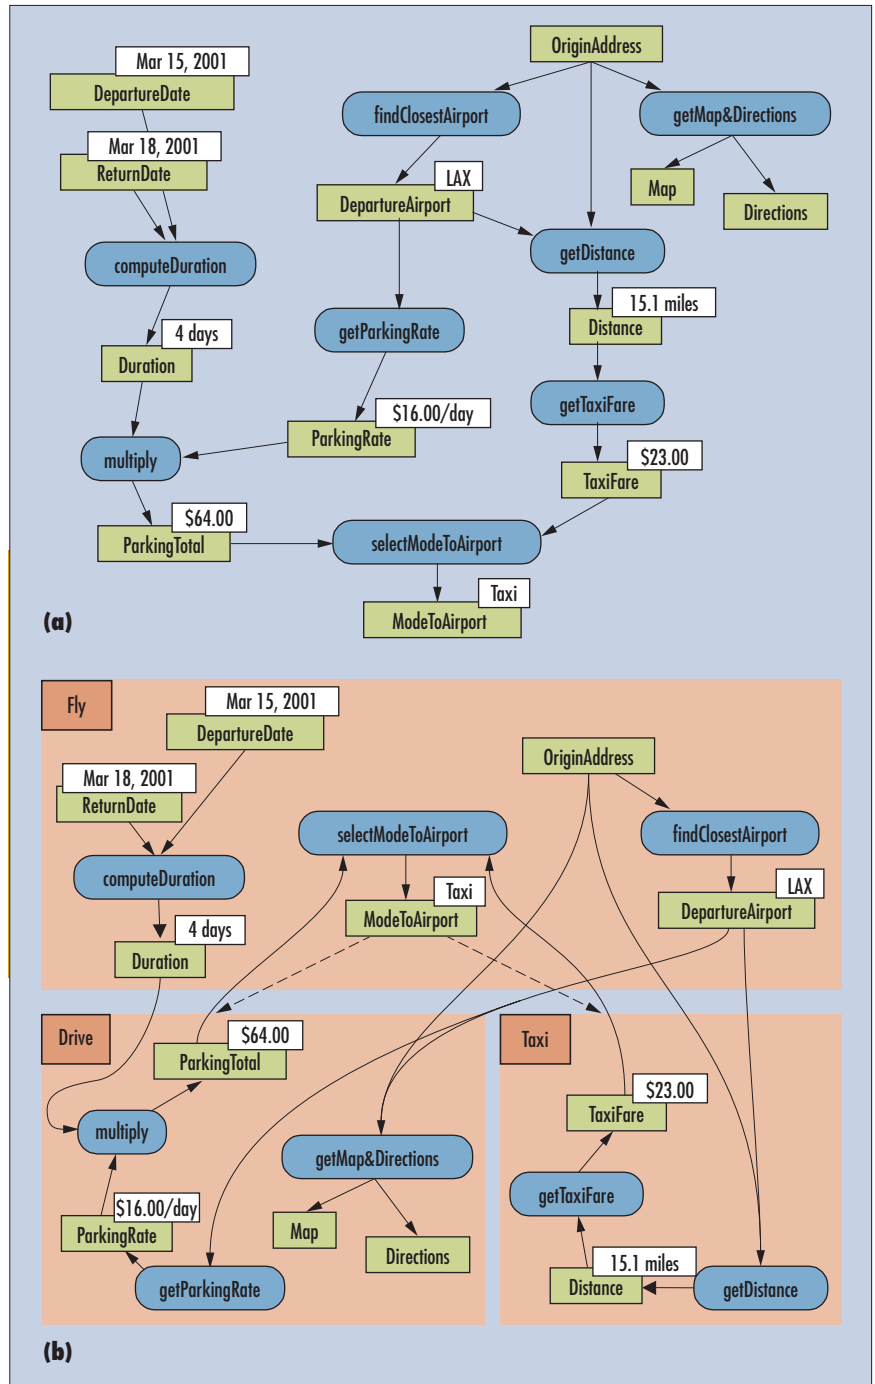 Mar 15, 2001
DepartureDate
Mar 18, 2001
ReturnDate
computeDuration
4 days
Duration
multiply
$64.00
ParkingTotal
OriginAddress
findClosestAirport
getMap&Directions
LAX
DepartureAirport
Map
Directions
getDistance
15.1 miles
Distance
getParkingRate
getTaxiFare
$16.00/day
ParkingRate
$23.00
TaxiFare
selectModeToAirport
Taxi
ModeToAirport
(a)
Fly
Mar 15, 2001
DepartureDate
Mar 18, 2001
ReturnDate
computeDuration
4 days
Duration
selectModeToAirport
Taxi
ModeToAirport
OriginAddress
findClosestAirport
LAX
DepartureAirport
Drive
$64.00
ParkingTotal
multiply
$16.00/day
ParkingRate
getParkingRate
getMap&Directions
Map
Directions
Taxi
$23.00
TaxiFare
getTaxiFare
15.1 miles
Distance
getDistance
(b)